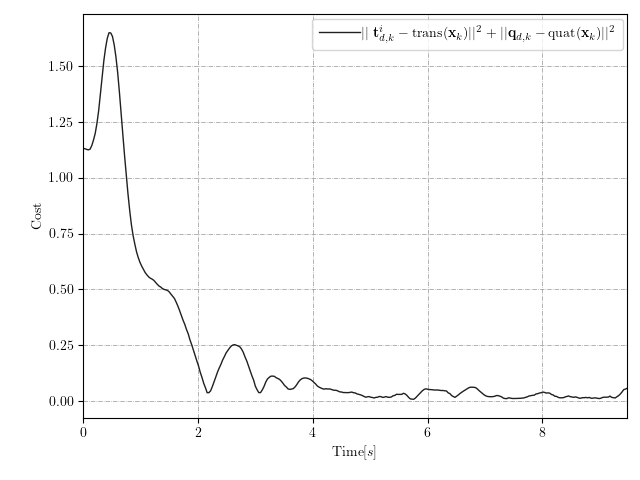 || t^i_{d,k} − trans(x_k)||^2 + ||q_{d,k} − quat(x_k)||^2
1.50
1.25
1.00
0.75
0.50
0.25
0.00
Cost
0 2 4 6 8
Time[s]